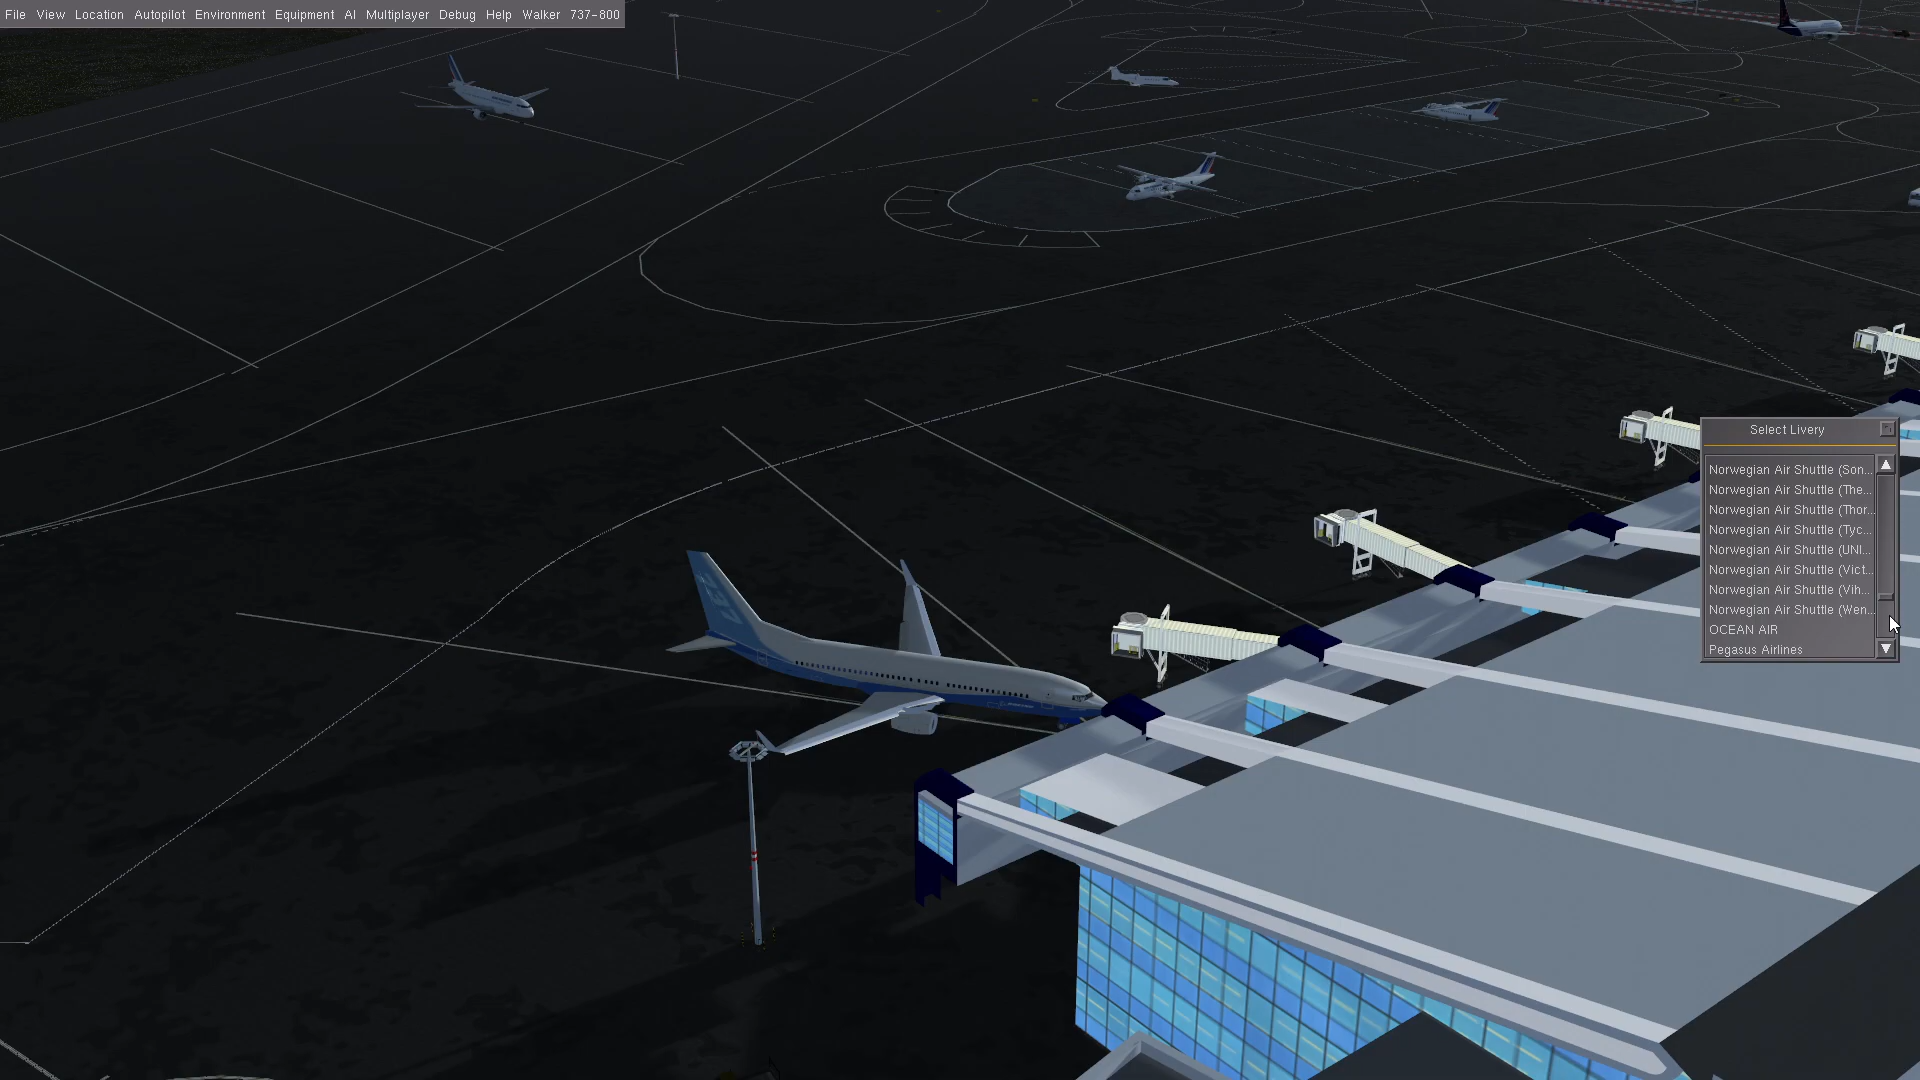 File View Location Autopilot Environment Equipment AI Multiplayer Debug Help Walker 737-800
Select Livery
Norwegian Air Shuttle (Son...
Norwegian Air Shuttle (The...
Norwegian Air Shuttle (Thor...
Norwegian Air Shuttle (Tyc...
Norwegian Air Shuttle (UNI...
Norwegian Air Shuttle (Vict...
Norwegian Air Shuttle (Vih...
Norwegian Air Shuttle (Wen...
OCEAN AIR
Pegasus Airlines